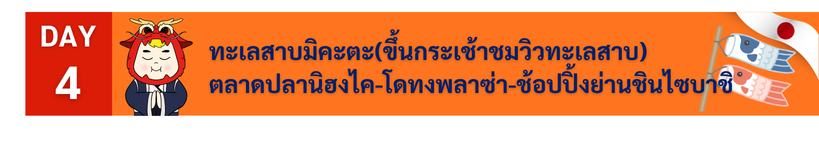 DAY
4
ทะเลสาบมิคะตะ(ขึ้นกระเช้าชมวิวทะเลสาบ)
ตลาดปลานิฮงไค-โดทงพลาซ่า-ช้อปปิ้งย่านชินไซบาชิ